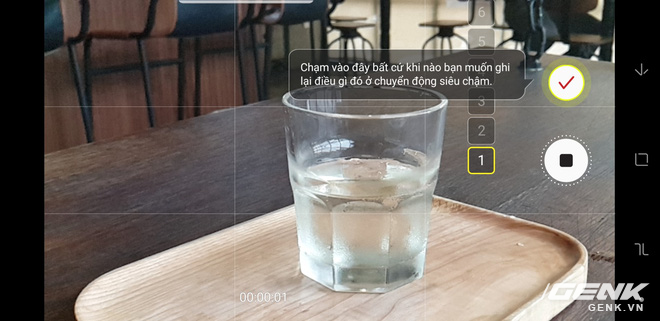 6
5
Chạm vào đây bất cứ khi nào bạn muốn ghi
lại điều gì đó ở chuyển động siêu chậm.
3
2
1
00:00:01
GENK
GENK.VN